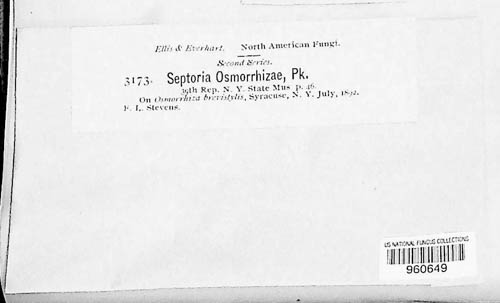 Ellis & Everhart. North American Fungi.
Second Series.
3173. Septoria Osmorrhizae, Pk.
39th Rep. N. Y. State Mus p. 46.
On Osmorrhiza brevistylis, Syracuse, N. Y. July, 1892.
F. L. Stevens.
US NATIONAL FUNGUS COLLECTIONS
960649